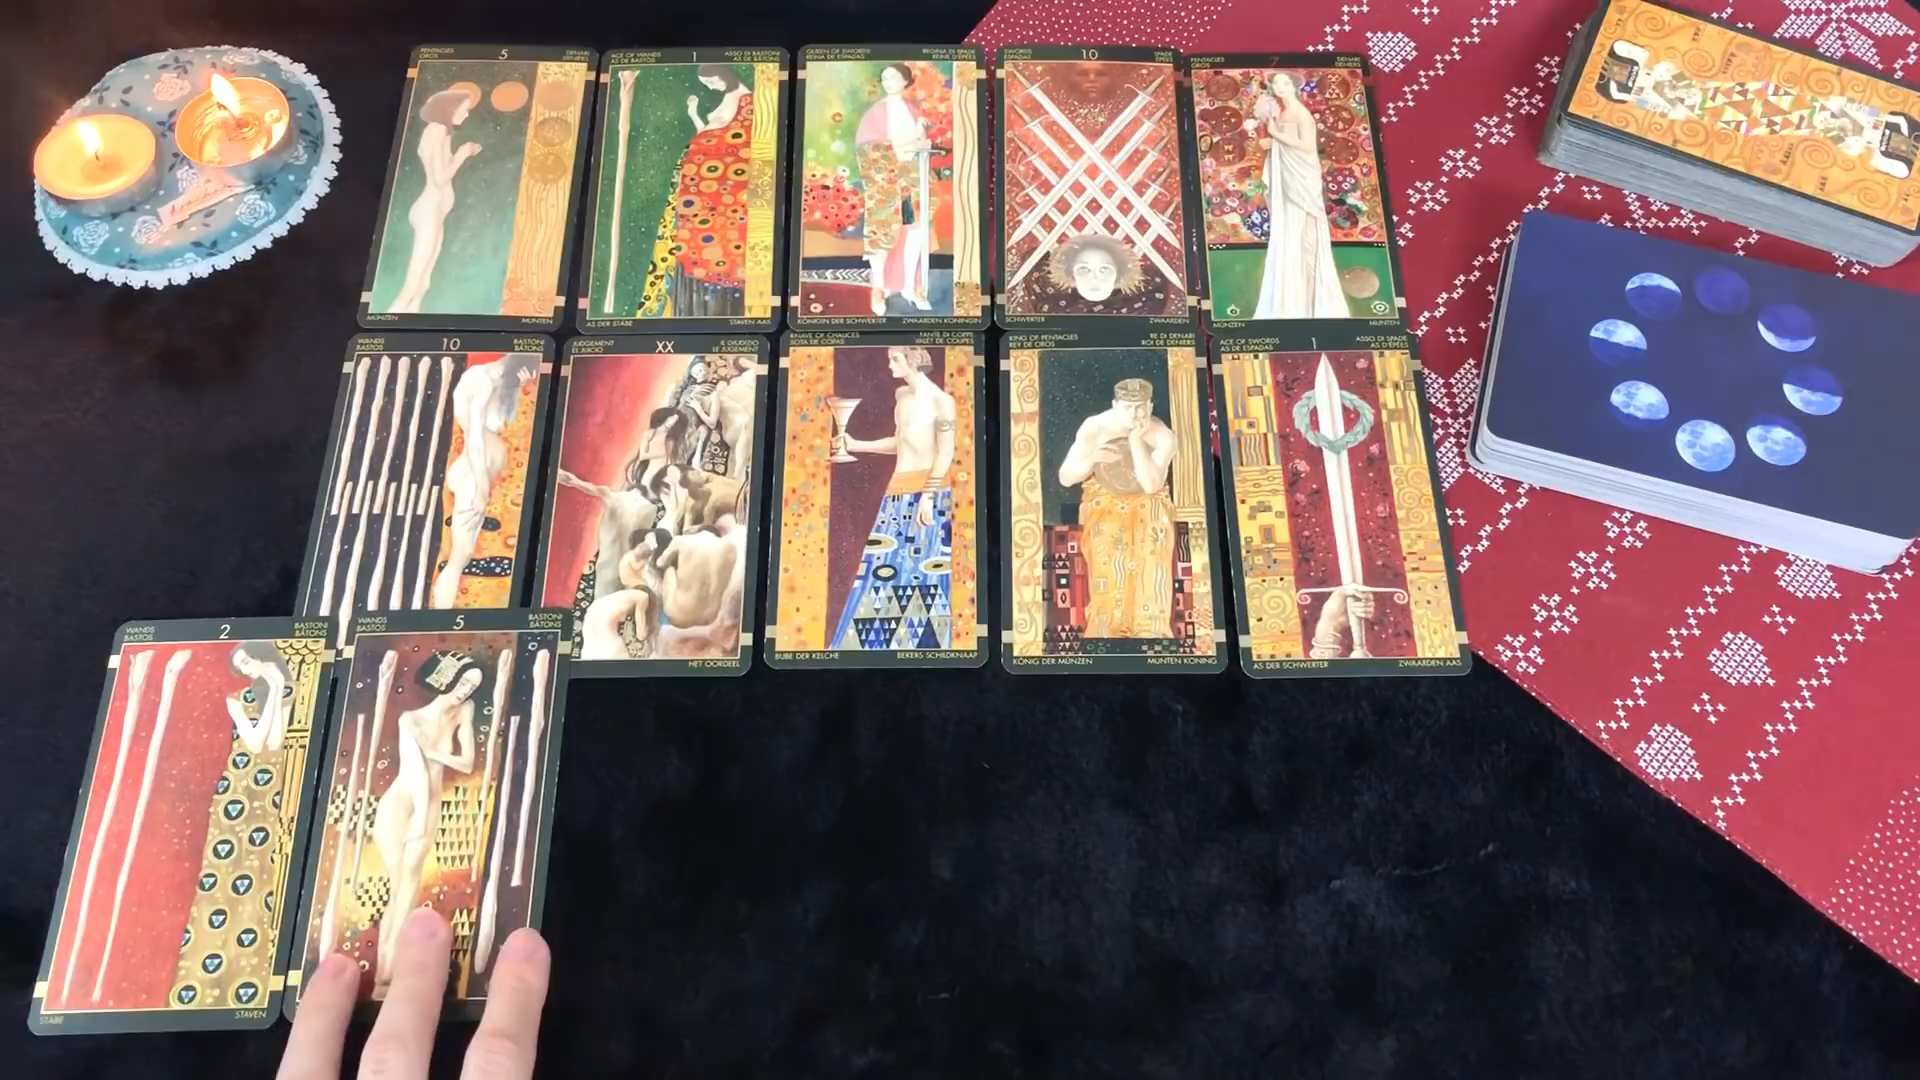 PENTACLES 5 DENARI
OROS DENIERS
MÜNZEN MUNTEN
ACE OF WANDS 1 ASSO DI BASTONI
AS DE BASTOS AS DE BÂTONS
AS DER STÄBE STAVEN AAS
QUEEN OF SWORDS REGINA DI SPADE
REINA DE ESPADAS REINE D'ÉPÉES
KÖNIGIN DER SCHWERTER ZWAARDEN KONINGIN
SWORDS 10 SPADE
ESPADAS ÉPÉES
SCHWERTER ZWAARDEN
PENTACLES 7 DENARI
OROS DENIERS
MÜNZEN MUNTEN
WANDS 10 BASTONI
BASTOS BÂTONS
JUDGEMENT XX IL GIUDIZIO
EL JUICIO LE JUGEMENT
HET OORDEEL
KNAVE OF CHALICES FANTE DI COPPE
SOTA DE COPAS VALET DE COUPES
BUBE DER KELCHE BEKERS SCHILDKNAAP
KING OF PENTACLES RE DI DENARI
REY DE OROS ROI DE DENIERS
KÖNIG DER MÜNZEN MUNTEN KONING
ACE OF SWORDS 1 ASSO DI SPADE
AS DE ESPADAS AS D'ÉPÉES
AS DER SCHWERTER ZWAARDEN AAS
WANDS 2 BASTONI
BASTOS BÂTONS
STÄBE STAVEN
WANDS 5 BASTONI
BASTOS BÂTONS